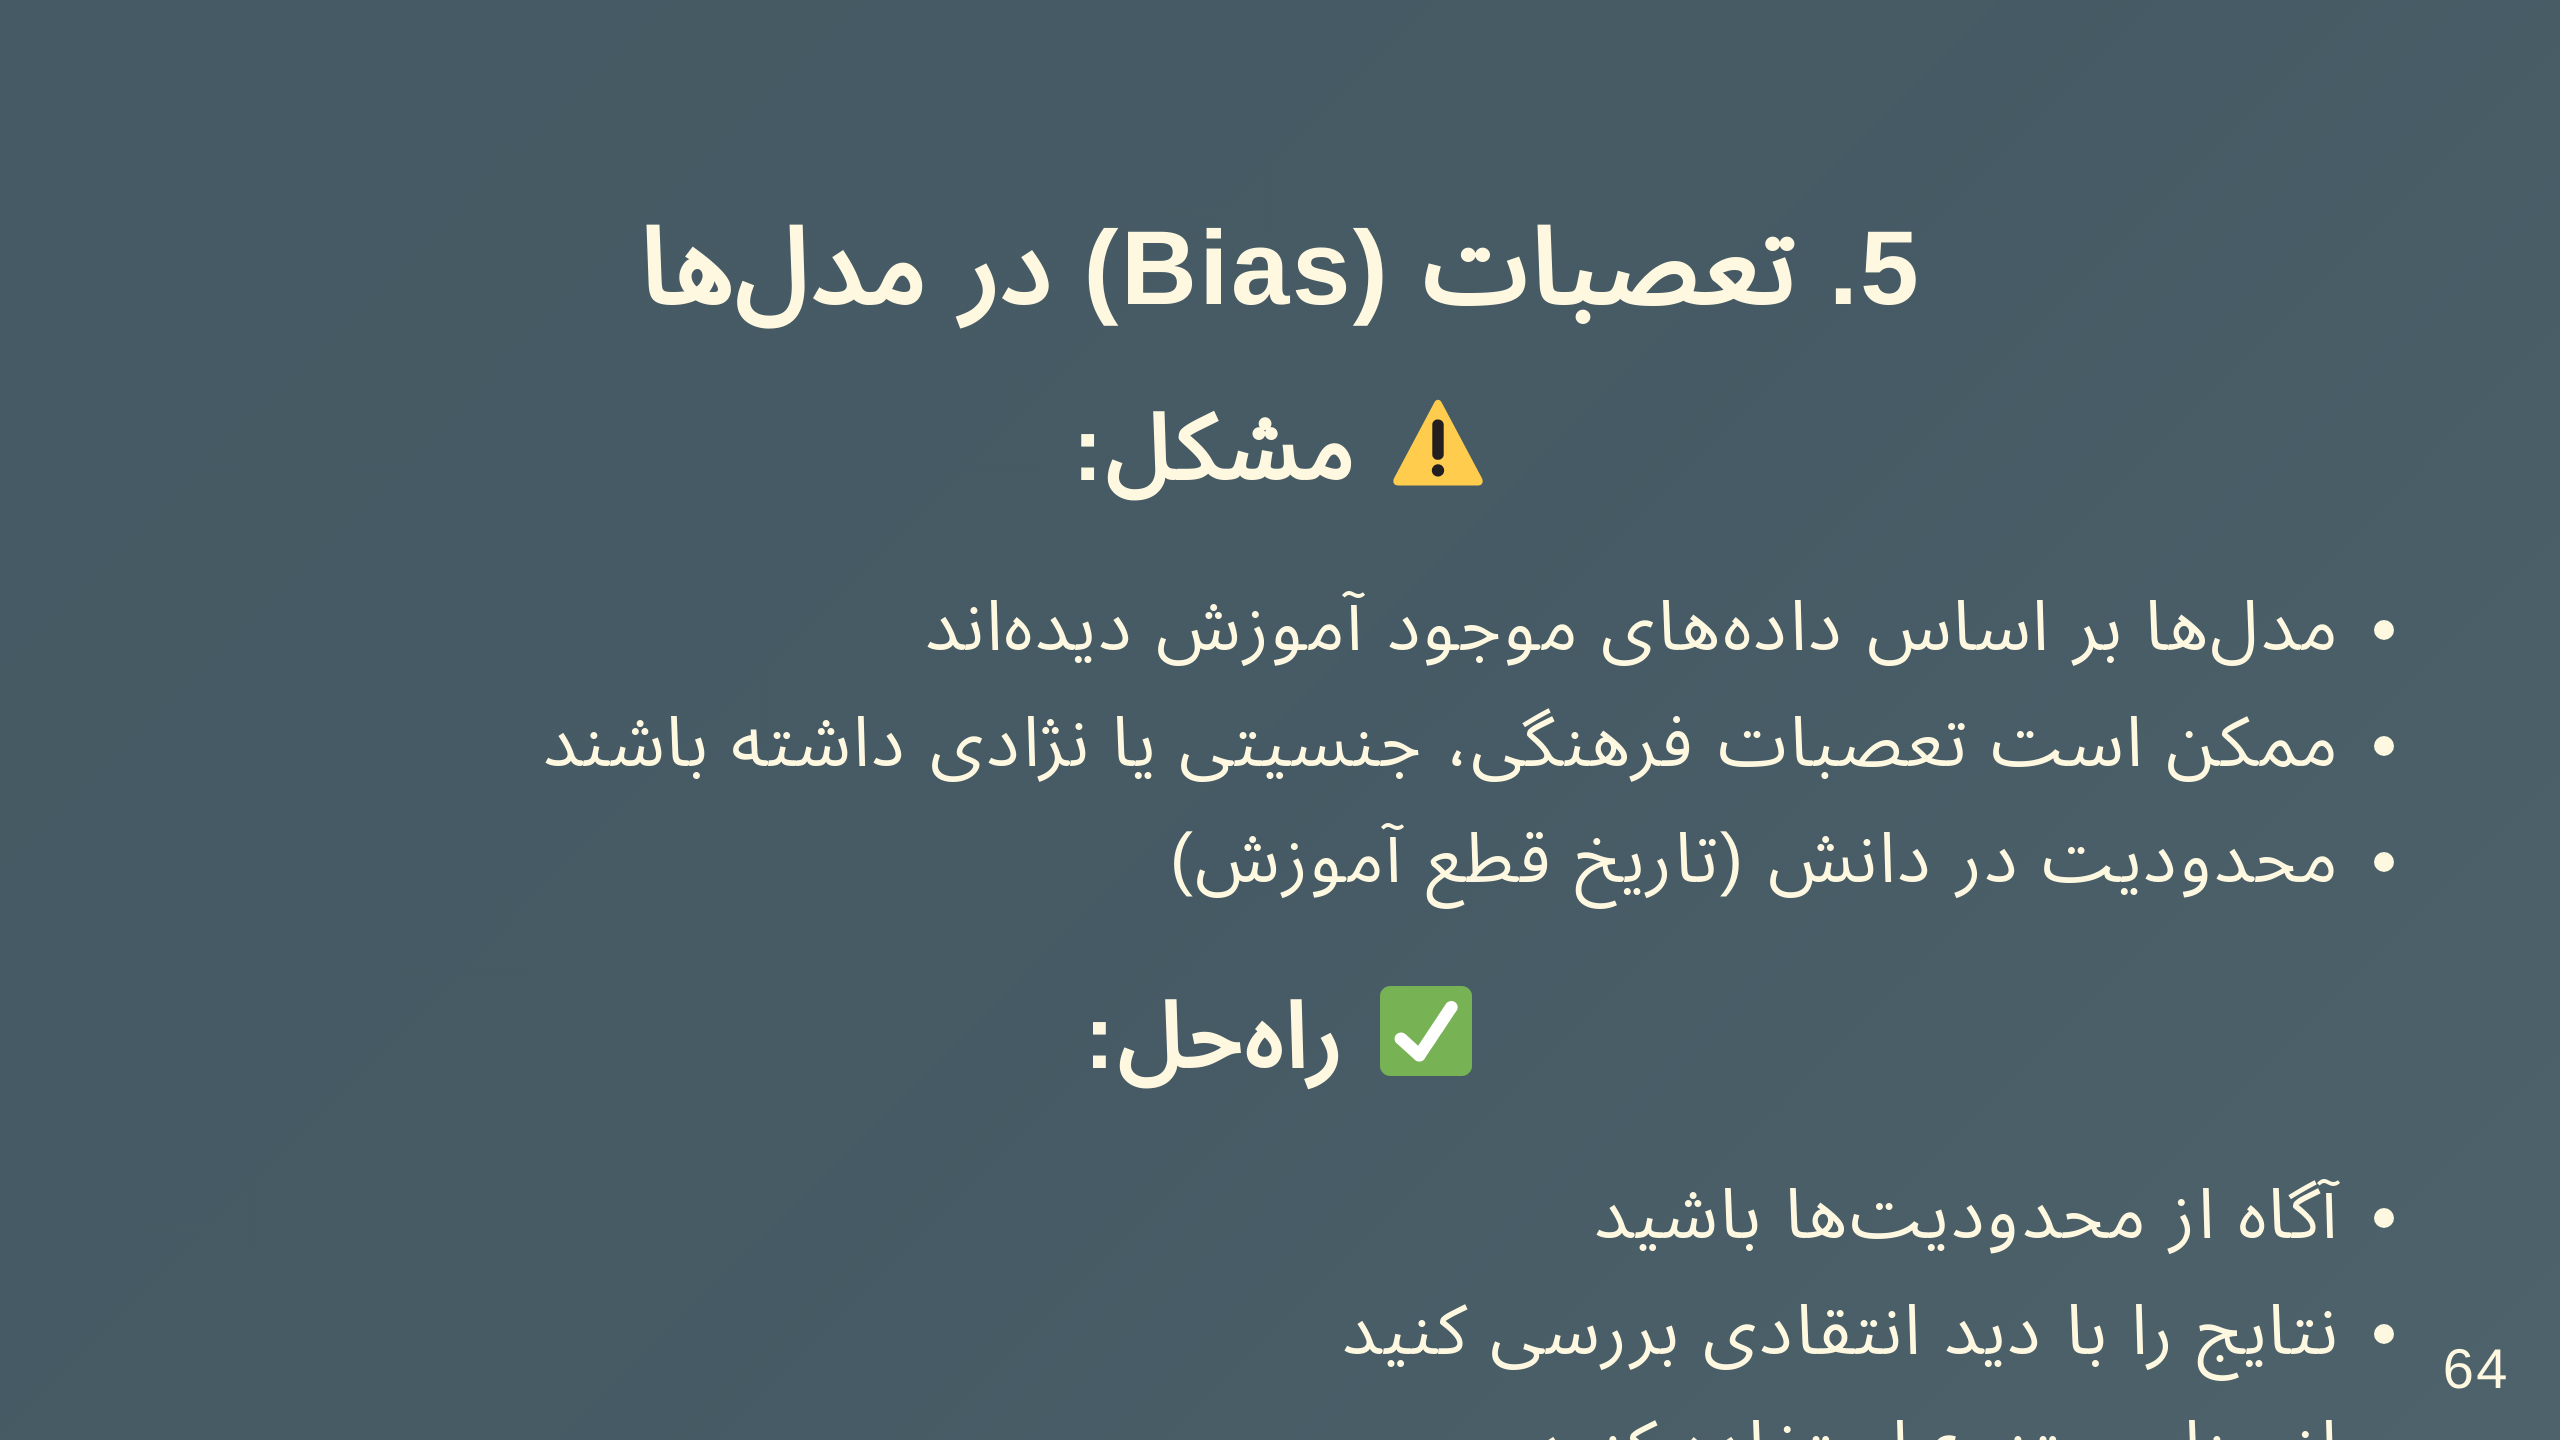 5. تعصبات (Bias) در مدل‌ها
⚠️ مشکل:
• مدل‌ها بر اساس داده‌های موجود آموزش دیده‌اند
• ممکن است تعصبات فرهنگی، جنسیتی یا نژادی داشته باشند
• محدودیت در دانش (تاریخ قطع آموزش)
✅ راه‌حل:
• آگاه از محدودیت‌ها باشید
• نتایج را با دید انتقادی بررسی کنید
64